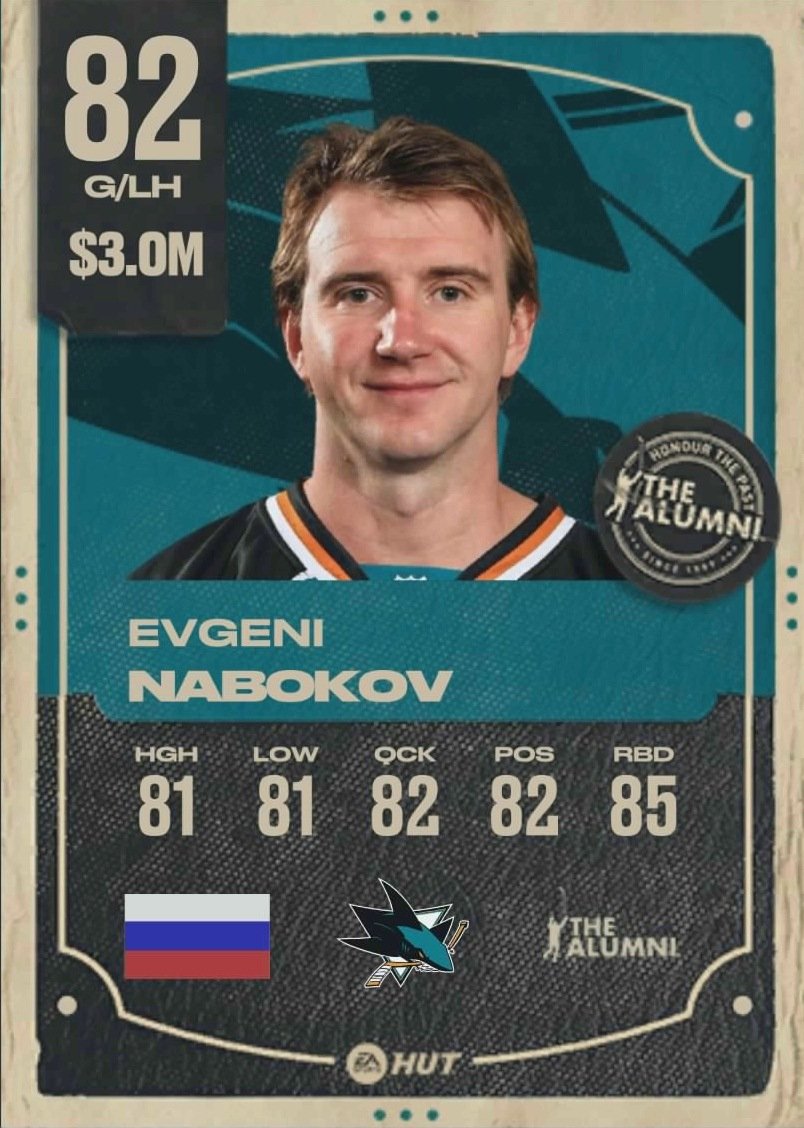 82
G/LH
$3.0M
HONOUR THE PAST
THE
ALUMNI
EVGENI
NABOKOV
HGH LOW QCK POS RBD
81 81 82 82 85
THE
ALUMNI
EA
HUT